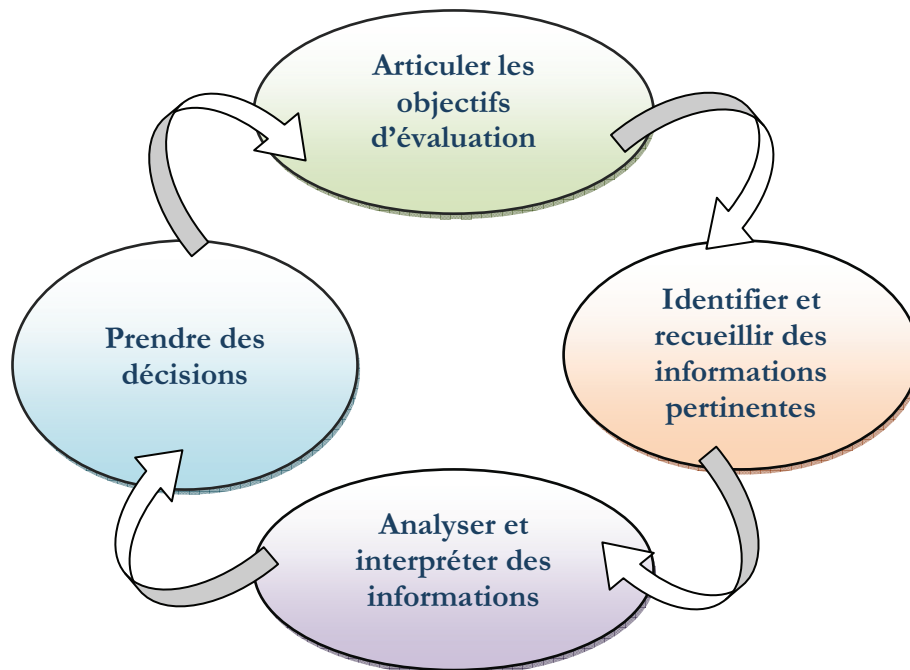 Articuler les
objectifs
d'évaluation
Identifier et
recueillir des
informations
pertinentes
Analyser et
interpréter des
informations
Prendre des
décisions